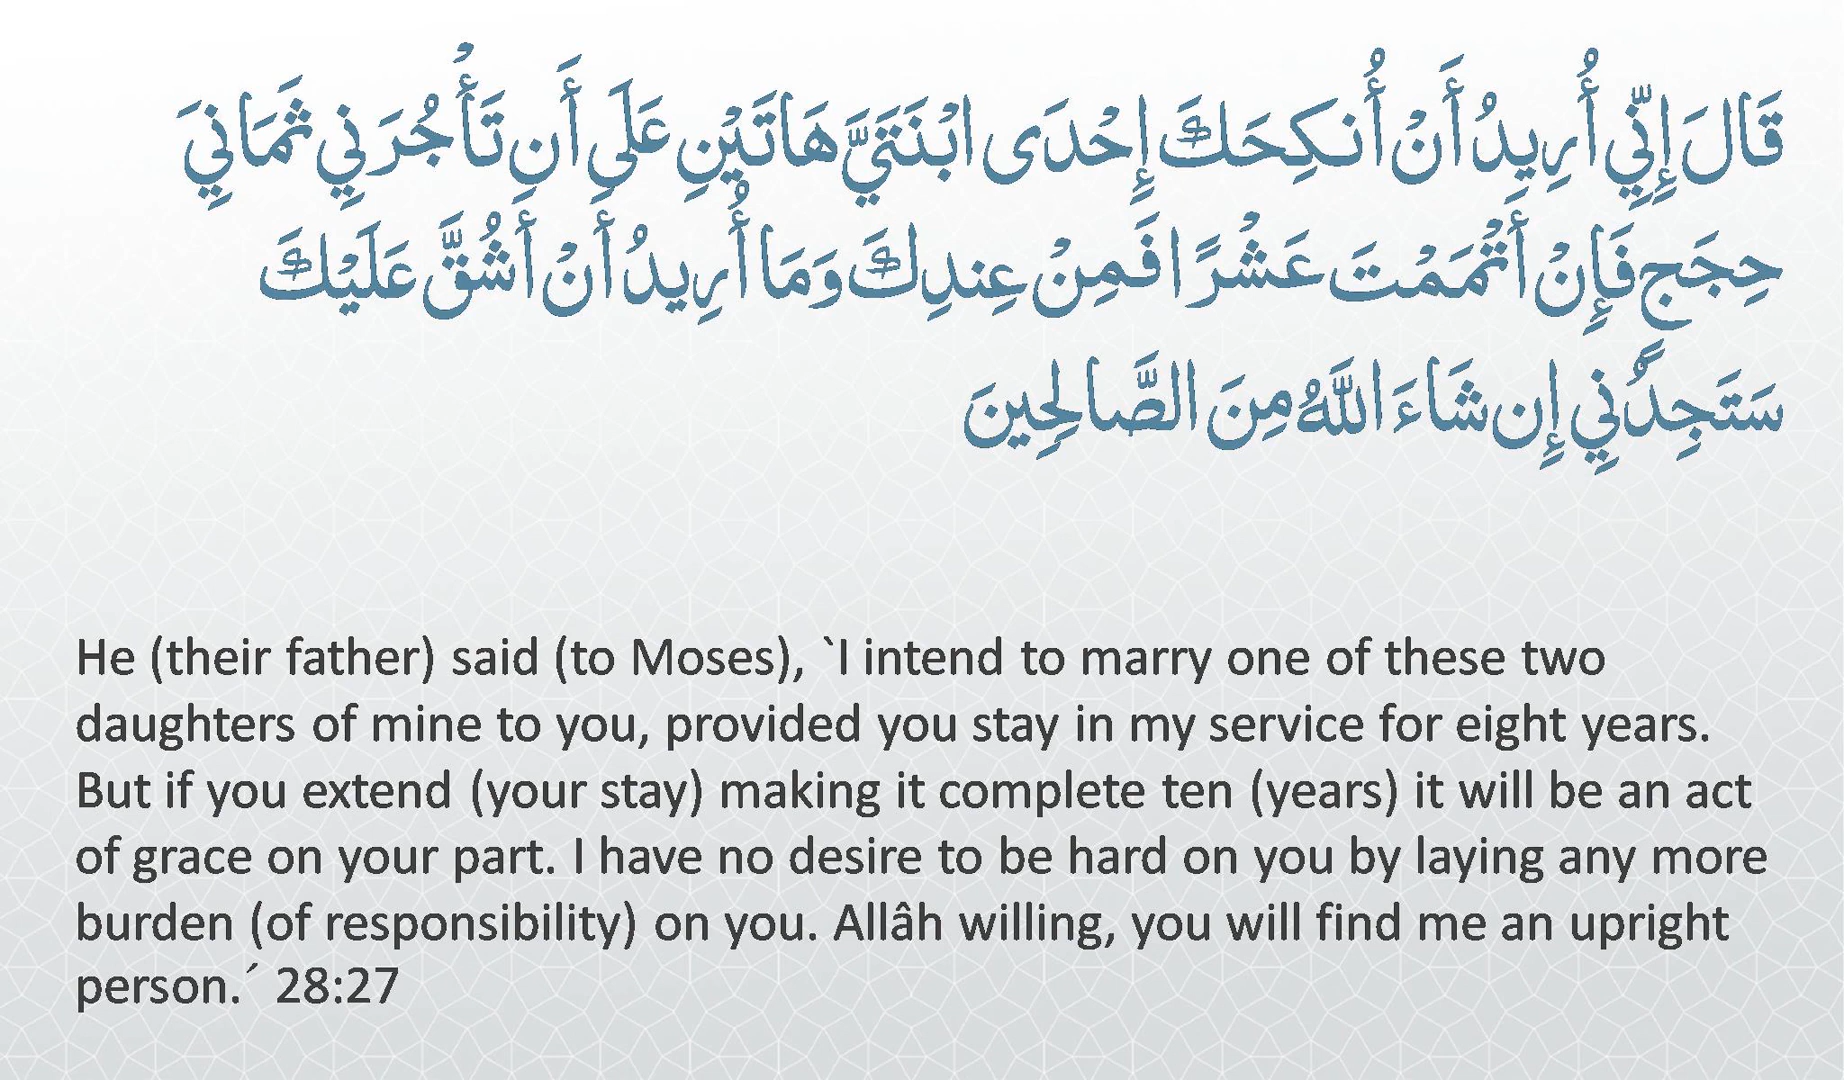 قَالَ إِنِّي أُرِيدُ أَنْ أُنكِحَكَ إِحْدَى ابْنَتَيَّ هَاتَيْنِ عَلَى أَن تَأْجُرَنِي ثَمَانِيَ
حِجَجٍ فَإِنْ أَتْمَمْتَ عَشْرًا فَمِنْ عِندِكَ وَمَا أُرِيدُ أَنْ أَشُقَّ عَلَيْكَ
سَتَجِدُنِي إِن شَاءَ اللَّهُ مِنَ الصَّالِحِينَ
He (their father) said (to Moses), `I intend to marry one of these two
daughters of mine to you, provided you stay in my service for eight years.
But if you extend (your stay) making it complete ten (years) it will be an act
of grace on your part. I have no desire to be hard on you by laying any more
burden (of responsibility) on you. Allâh willing, you will find me an upright
person.´ 28:27